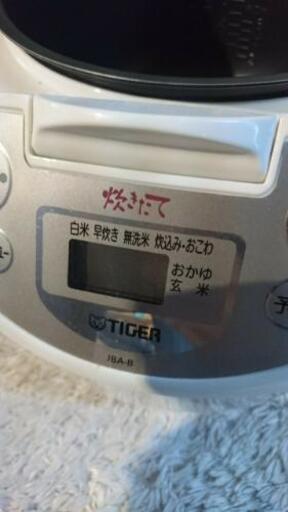 炊きたて
白米 早炊き 無洗米 炊込み・おこわ
おかゆ
玄米
TIGER
JBA-B
予